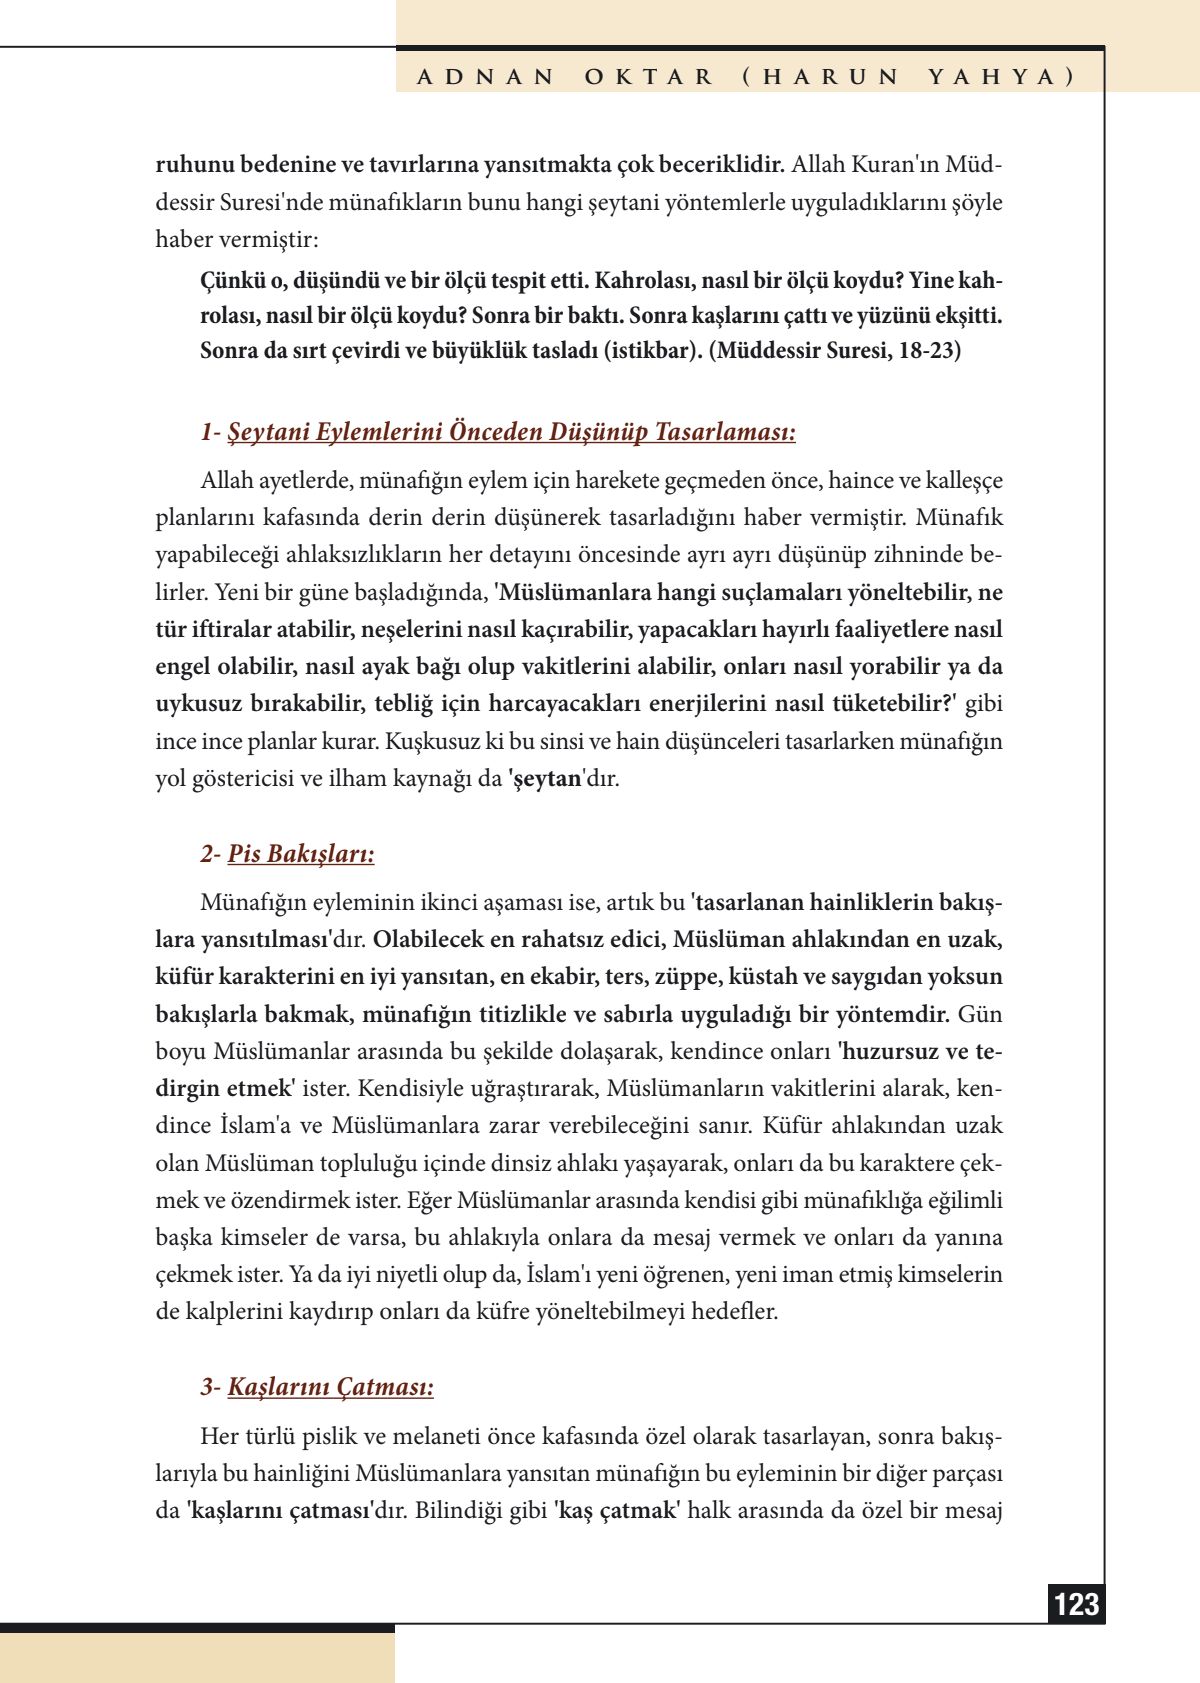 ADNAN OKTAR (HARUN YAHYA)
ruhunu bedenine ve tavırlarına yansıtmakta çok beceriklidir. Allah Kuran'ın Müd-
dessir Suresi'nde münafıkların bunu hangi şeytani yöntemlerle uyguladıklarını şöyle
haber vermiştir:
Çünkü o, düşündü ve bir ölçü tespit etti. Kahrolası, nasıl bir ölçü koydu? Yine kah-
rolası, nasıl bir ölçü koydu? Sonra bir baktı. Sonra kaşlarını çattı ve yüzünü ekşitti.
Sonra da sırt çevirdi ve büyüklük tasladı (istikbar). (Müddessir Suresi, 18-23)
1- Şeytani Eylemlerini Önceden Düşünüp Tasarlaması:
Allah ayetlerde, münafığın eylem için harekete geçmeden önce, haince ve kalleşçe
planlarını kafasında derin derin düşünerek tasarladığını haber vermiştir. Münafık
yapabileceği ahlaksızlıkların her detayını öncesinde ayrı ayrı düşünüp zihninde be-
lirler. Yeni bir güne başladığında, 'Müslümanlara hangi suçlamaları yöneltebilir, ne
tür iftiralar atabilir, neşelerini nasıl kaçırabilir, yapacakları hayırlı faaliyetlere nasıl
engel olabilir, nasıl ayak bağı olup vakitlerini alabilir, onları nasıl yorabilir ya da
uykusuz bırakabilir, tebliğ için harcayacakları enerjilerini nasıl tüketebilir?' gibi
ince ince planlar kurar. Kuşkusuz ki bu sinsi ve hain düşünceleri tasarlarken münafığın
yol göstericisi ve ilham kaynağı da 'şeytan'dır.
2- Pis Bakışları:
Münafığın eyleminin ikinci aşaması ise, artık bu 'tasarlanan hainliklerin bakış-
lara yansıtılması'dır. Olabilecek en rahatsız edici, Müslüman ahlakından en uzak,
küfür karakterini en iyi yansıtan, en ekabir, ters, züppe, küstah ve saygıdan yoksun
bakışlarla bakmak, münafığın titizlikle ve sabırla uyguladığı bir yöntemdir. Gün
boyu Müslümanlar arasında bu şekilde dolaşarak, kendince onları 'huzursuz ve te-
dirgin etmek' ister. Kendisiyle uğraştırarak, Müslümanların vakitlerini alarak, ken-
dince İslam'a ve Müslümanlara zarar verebileceğini sanır. Küfür ahlakından uzak
olan Müslüman topluluğu içinde dinsiz ahlakı yaşayarak, onları da bu karaktere çek-
mek ve özendirmek ister. Eğer Müslümanlar arasında kendisi gibi münafıklığa eğilimli
başka kimseler de varsa, bu ahlakıyla onlara da mesaj vermek ve onları da yanına
çekmek ister. Ya da iyi niyetli olup da, İslam'ı yeni öğrenen, yeni iman etmiş kimselerin
de kalplerini kaydırıp onları da küfre yöneltebilmeyi hedefler.
3- Kaşlarını Çatması:
Her türlü pislik ve melaneti önce kafasında özel olarak tasarlayan, sonra bakış-
larıyla bu hainliğini Müslümanlara yansıtan münafığın bu eyleminin bir diğer parçası
da 'kaşlarını çatması'dır. Bilindiği gibi 'kaş çatmak' halk arasında da özel bir mesaj
123